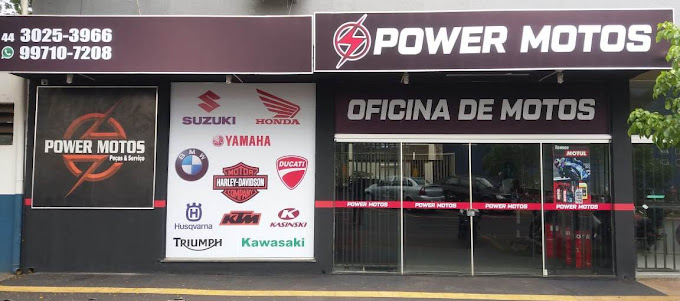 44 3025-3966
99710-7208
POWER MOTOS
POWER MOTOS
Peças & Serviço
SUZUKI
HONDA
YAMAHA
BMW
MOTOR
HARLEY-DAVIDSON
COMPANY
DUCATI
Husqvarna
KTM
KASINSKI
TRIUMPH
Kawasaki
OFICINA DE MOTOS
MOTUL
POWER MOTOS
POWER MOTOS
POWER MOTOS
POWER MOTOS